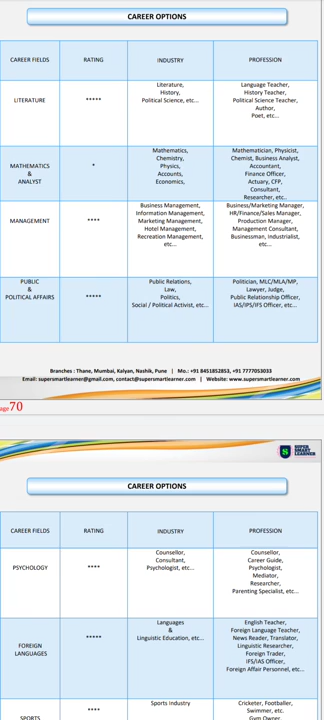 CAREER OPTIONS
CAREER FIELDS
RATING
INDUSTRY
PROFESSION
LITERATURE
*****
Literature,
History,
Political Science, etc...
Language Teacher,
History Teacher,
Political Science Teacher,
Author,
Poet, etc...
MATHEMATICS
&
ANALYST
*
Mathematics,
Chemistry,
Physics,
Accounts,
Economics,
Mathematician, Physicist,
Chemist, Business Analyst,
Accountant,
Finance Officer,
Actuary, CFP,
Consultant,
Researcher, etc..
MANAGEMENT
****
Business Management,
Information Management,
Marketing Management,
Hotel Management,
Recreation Management,
etc...
Business/Marketing Manager,
HR/Finance/Sales Manager,
Production Manager,
Management Consultant,
Businessman, Industrialist,
etc...
PUBLIC
&
POLITICAL AFFAIRS
*****
Public Relations,
Law,
Politics,
Social / Political Activist, etc...
Politician, MLC/MLA/MP,
Lawyer, Judge,
Public Relationship Officer,
IAS/IPS/IFS Officer, etc...
Branches : Thane, Mumbai, Kalyan, Nashik, Pune | Mo.: +91 8451852853, +91 7777053033
Email: supersmartlearner@gmail.com, contact@supersmartlearner.com | Website: www.supersmartlearner.com
age 70
SUPER
SMART
LEARNER
CAREER OPTIONS
CAREER FIELDS
RATING
INDUSTRY
PROFESSION
PSYCHOLOGY
****
Counsellor,
Consultant,
Psychologist, etc...
Counsellor,
Career Guide,
Psychologist,
Mediator,
Researcher,
Parenting Specialist, etc...
FOREIGN
LANGUAGES
*****
Languages
&
Linguistic Education, etc...
English Teacher,
Foreign Language Teacher,
News Reader, Translator,
Linguistic Researcher,
Foreign Trader,
IFS/IAS Officer,
Foreign Affair Personnel, etc...
SPORTS
****
Sports Industry
Cricketer, Footballer,
Swimmer, etc.
Gym Owner,